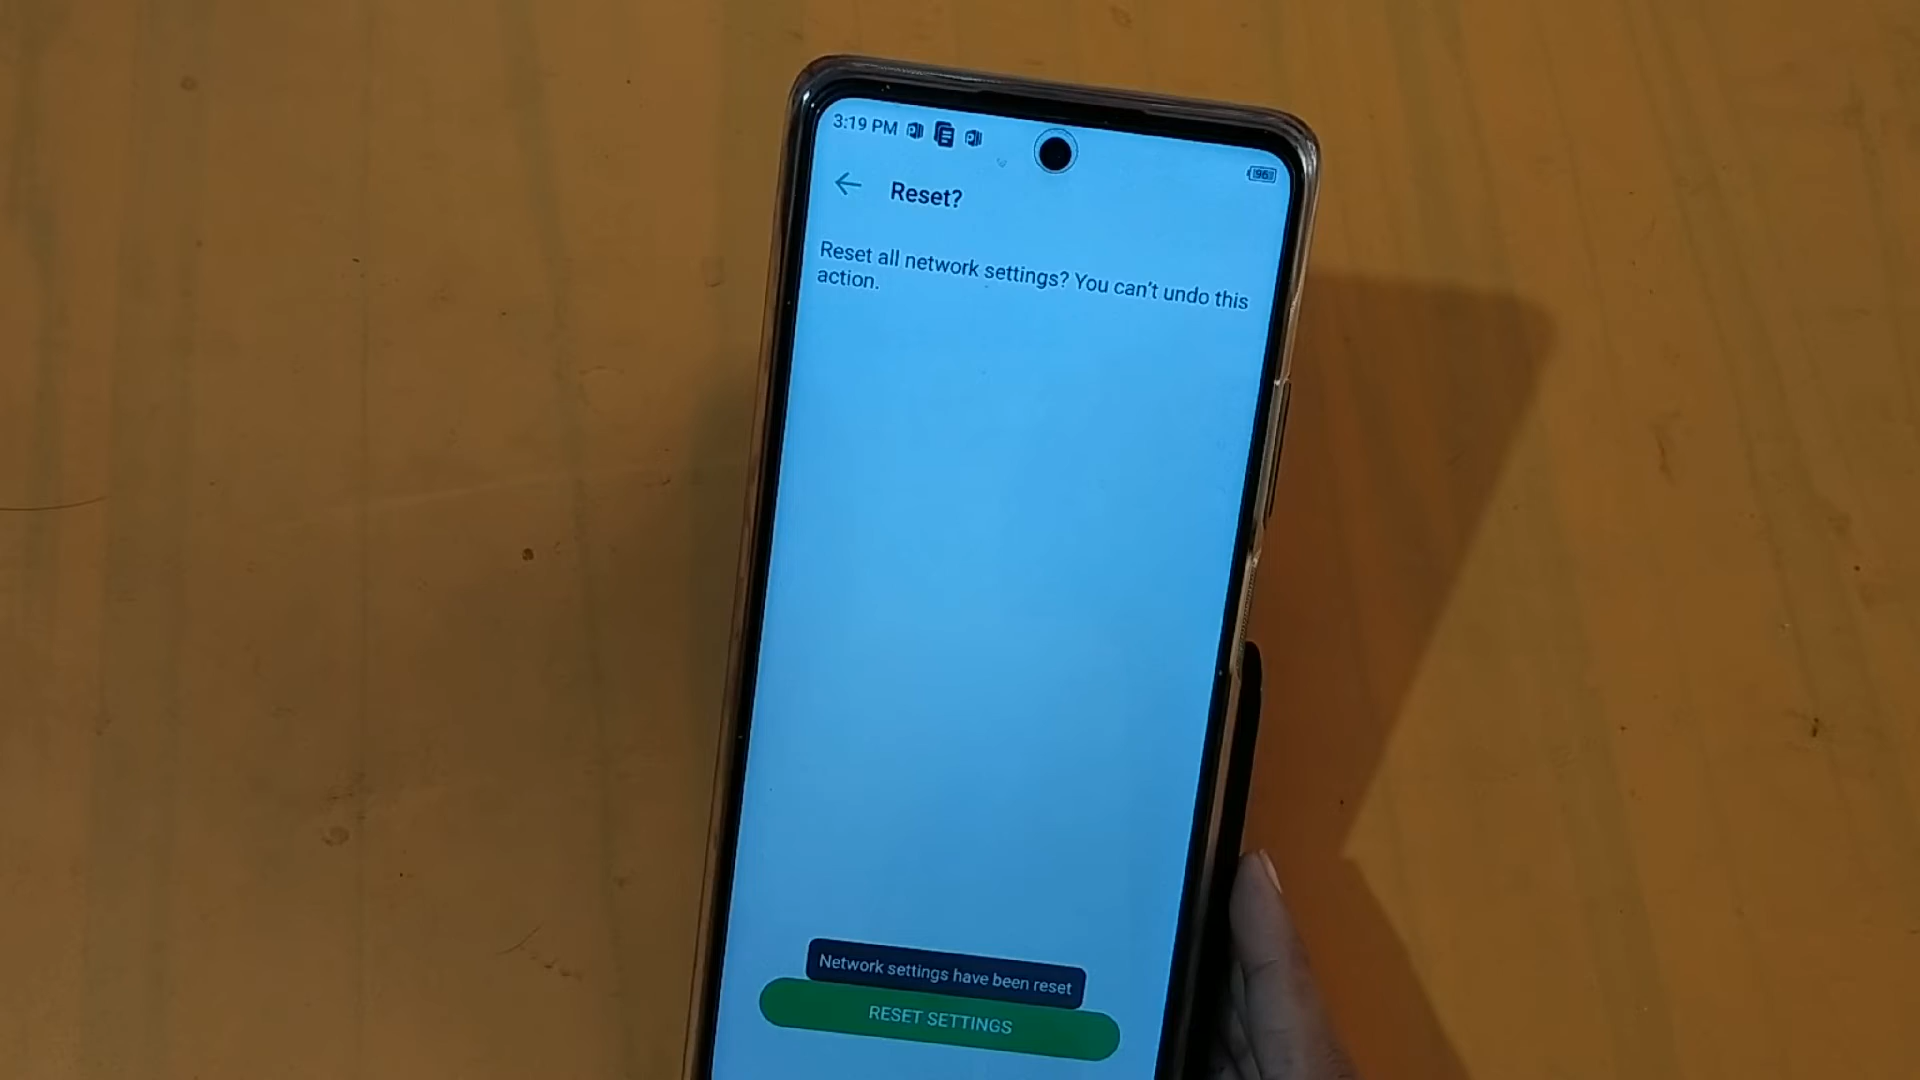 3:19 PM
96
Reset?
Reset all network settings? You can't undo this
action.
Network settings have been reset
RESET SETTINGS